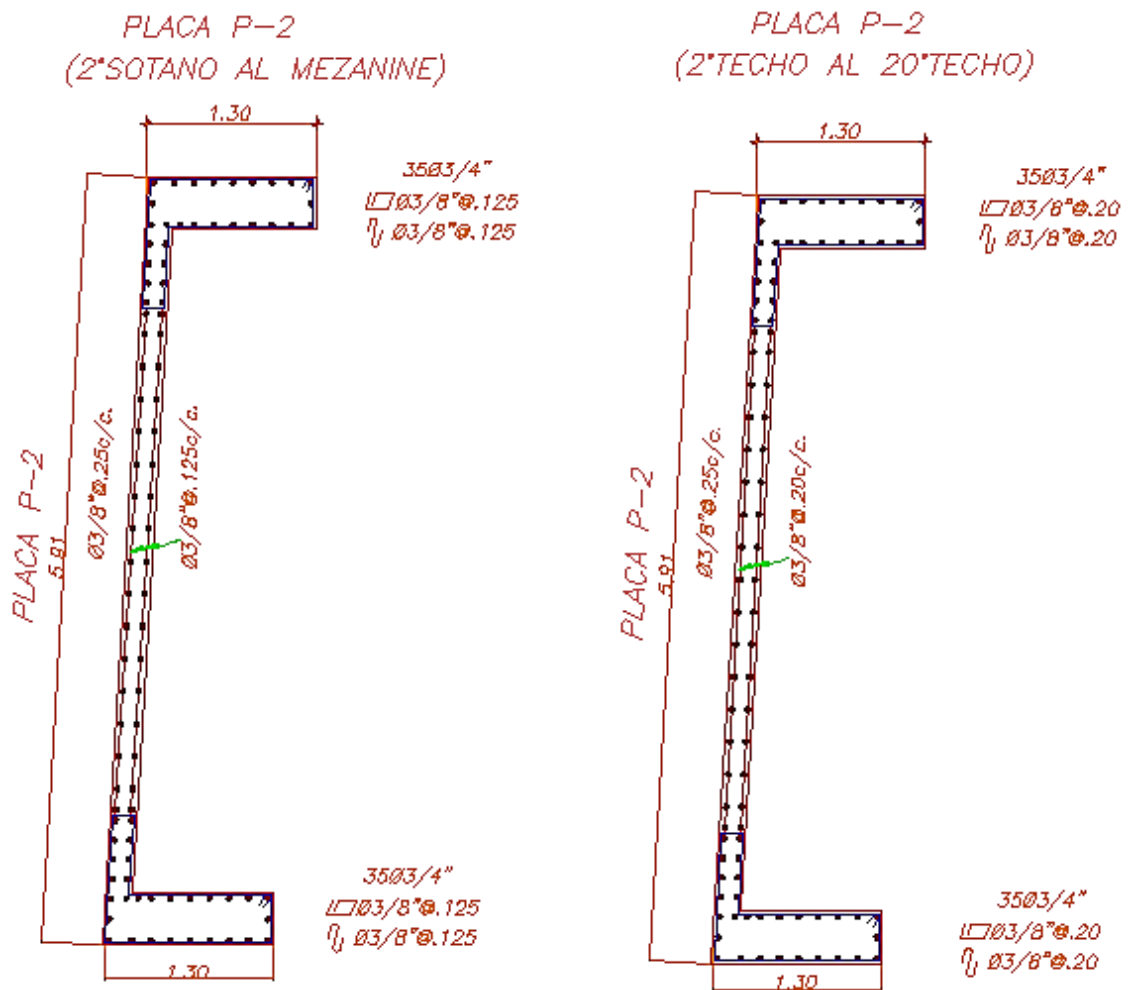 PLACA P-2
(2°SOTANO AL MEZANINE)
1.30
35Ø3/4"
Ø3/8"@.125
Ø3/8"@.125
Ø3/8"@.25c/c.
Ø3/8"@.125c/c.
PLACA P-2
5.91
35Ø3/4"
Ø3/8"@.125
Ø3/8"@.125
1.30
PLACA P-2
(2°TECHO AL 20°TECHO)
1.30
35Ø3/4"
Ø3/8"@.20
Ø3/8"@.20
Ø3/8"@.25c/c.
Ø3/8"@.20c/c.
PLACA P-2
5.91
35Ø3/4"
Ø3/8"@.20
Ø3/8"@.20
1.30